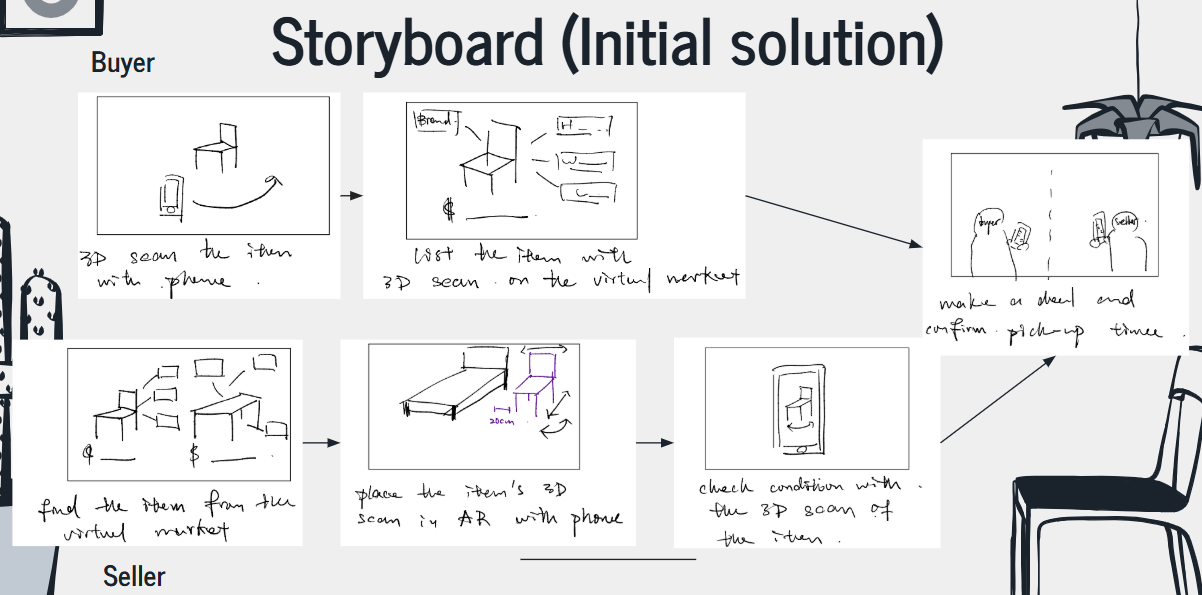 Storyboard (Initial solution)
Buyer
3D scan the item
with phone .
Brand.
H
W
L
$
list the item with
3D scan . on the virtual market
buyer
seller
make a deal and
confirm . pick-up time .
$
$
find the item from the
virtual market
20cm
place the item's 3D
scan in AR with phone
check condition with .
the 3D scan of
the item .
Seller